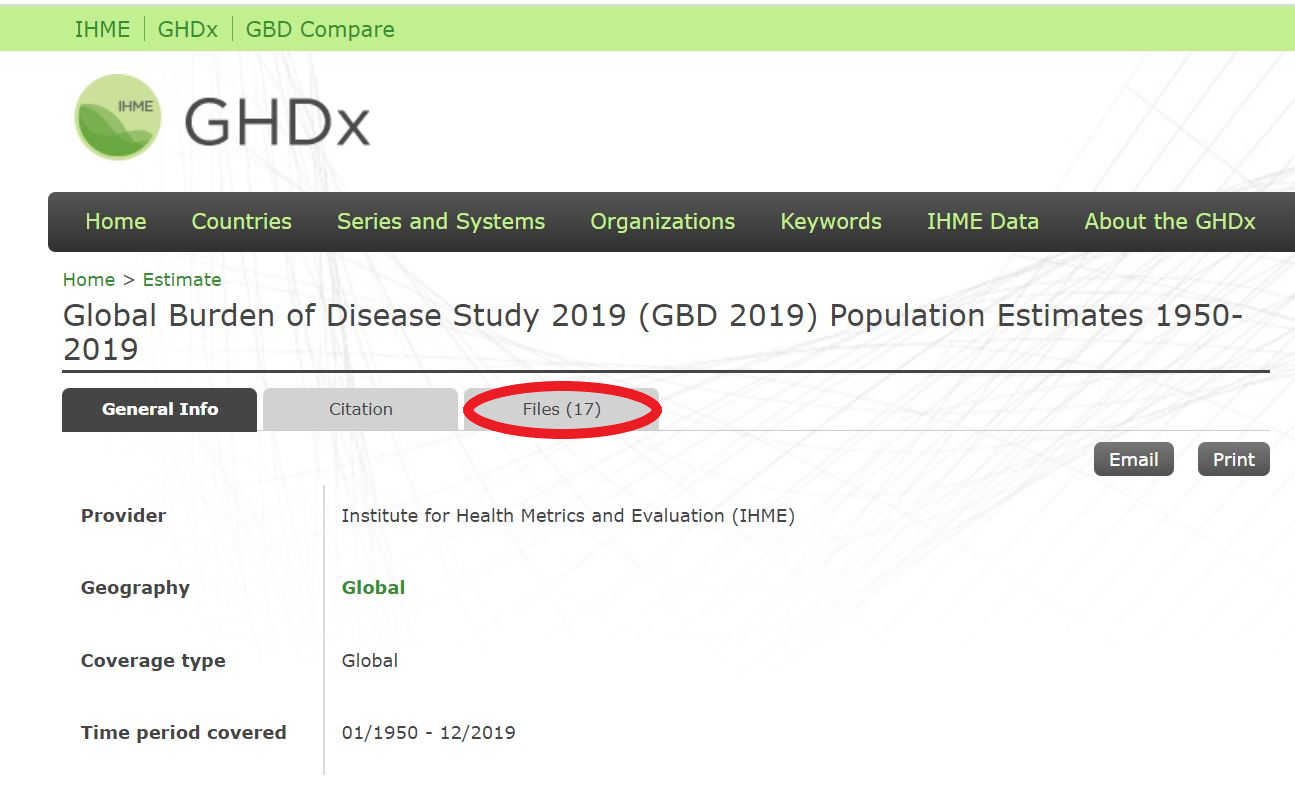 IHME GHDx GBD Compare
IHME GHDx
Home Countries Series and Systems Organizations Keywords IHME Data About the GHDx
Home > Estimate
Global Burden of Disease Study 2019 (GBD 2019) Population Estimates 1950-
2019
General Info Citation Files (17)
Email Print
Provider Institute for Health Metrics and Evaluation (IHME)
Geography Global
Coverage type Global
Time period covered 01/1950 - 12/2019